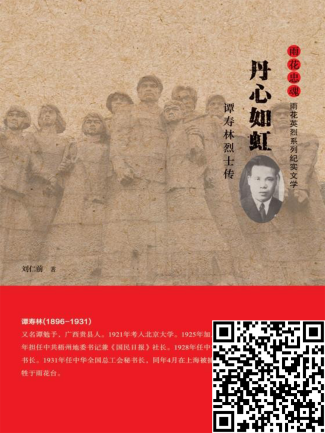 雨花忠魂
雨花英烈系列纪实文学
丹心如虹
谭寿林烈士传
刘仁前 著
谭寿林(1896-1931)
又名谭勉予，广西贵县人。1921年考入北京大学。1925年加
年担任中共梧州地委书记兼《国民日报》社长。1928年任中
书长。1931年任中华全国总工会秘书长，同年4月在上海被
牲于雨花台。